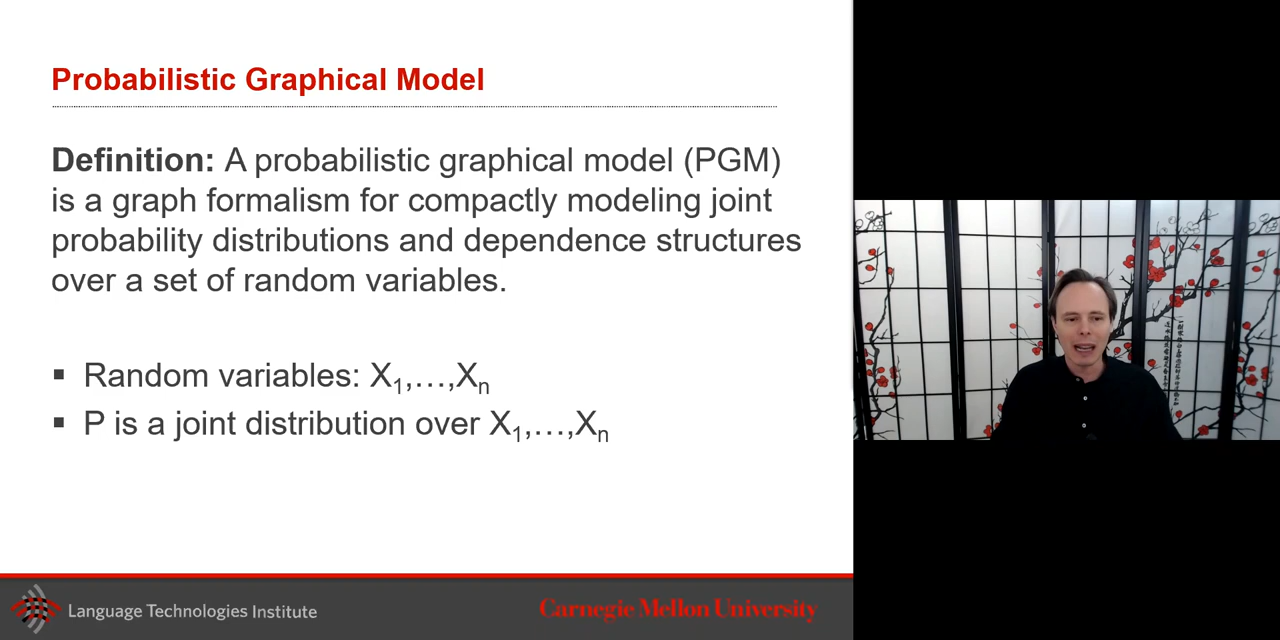 Probabilistic Graphical Model
Definition: A probabilistic graphical model (PGM)
is a graph formalism for compactly modeling joint
probability distributions and dependence structures
over a set of random variables.
▪ Random variables: X₁,…,Xₙ
▪ P is a joint distribution over X₁,…,Xₙ
Language Technologies Institute
Carnegie Mellon University